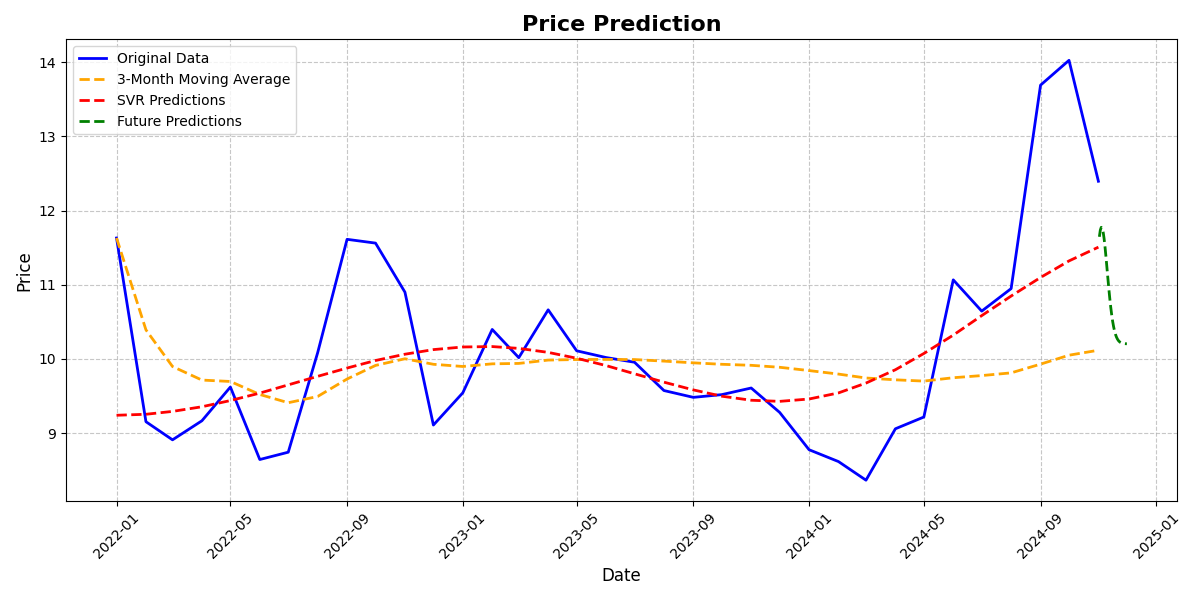 Price Prediction
Original Data
3-Month Moving Average
SVR Predictions
Future Predictions
Price
14
13
12
11
10
9
2022-01
2022-05
2022-09
2023-01
2023-05
2023-09
2024-01
2024-05
2024-09
2025-01
Date